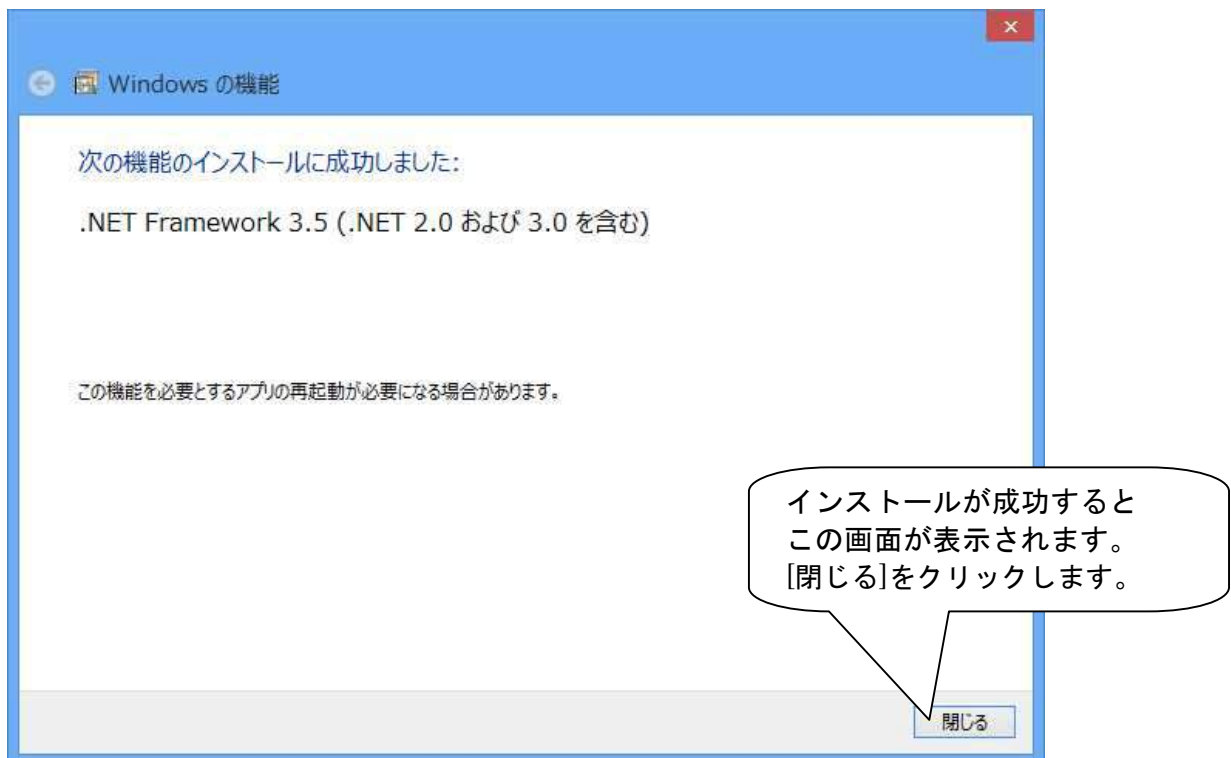 Windows の機能
次の機能のインストールに成功しました:
.NET Framework 3.5 (.NET 2.0 および 3.0 を含む)
この機能を必要とするアプリの再起動が必要になる場合があります。
インストールが成功すると
この画面が表示されます。
[閉じる]をクリックします。
閉じる